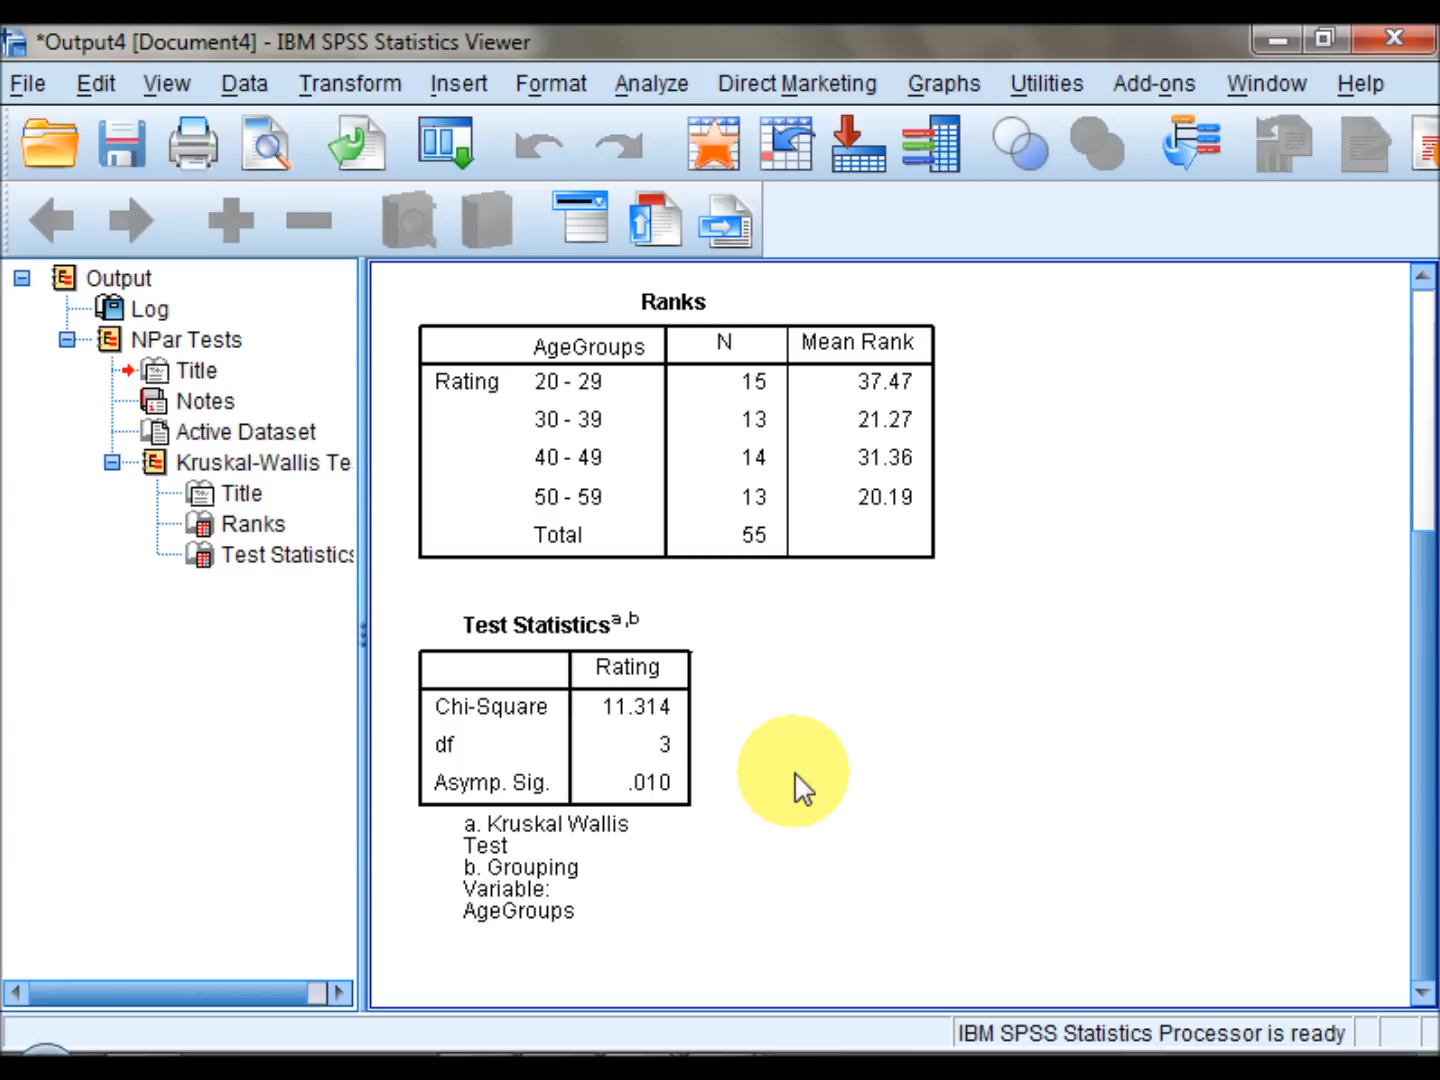 *Output4 [Document4] - IBM SPSS Statistics Viewer
File Edit View Data Transform Insert Format Analyze Direct Marketing Graphs Utilities Add-ons Window Help
Output
Log
NPar Tests
Title
Notes
Active Dataset
Kruskal-Wallis Te
Title
Ranks
Test Statistics
Ranks
AgeGroups N Mean Rank
Rating 20 - 29 15 37.47
30 - 39 13 21.27
40 - 49 14 31.36
50 - 59 13 20.19
Total 55
Test Statistics a,b
Rating
Chi-Square 11.314
df 3
Asymp. Sig. .010
a. Kruskal Wallis
Test
b. Grouping
Variable:
AgeGroups
IBM SPSS Statistics Processor is ready